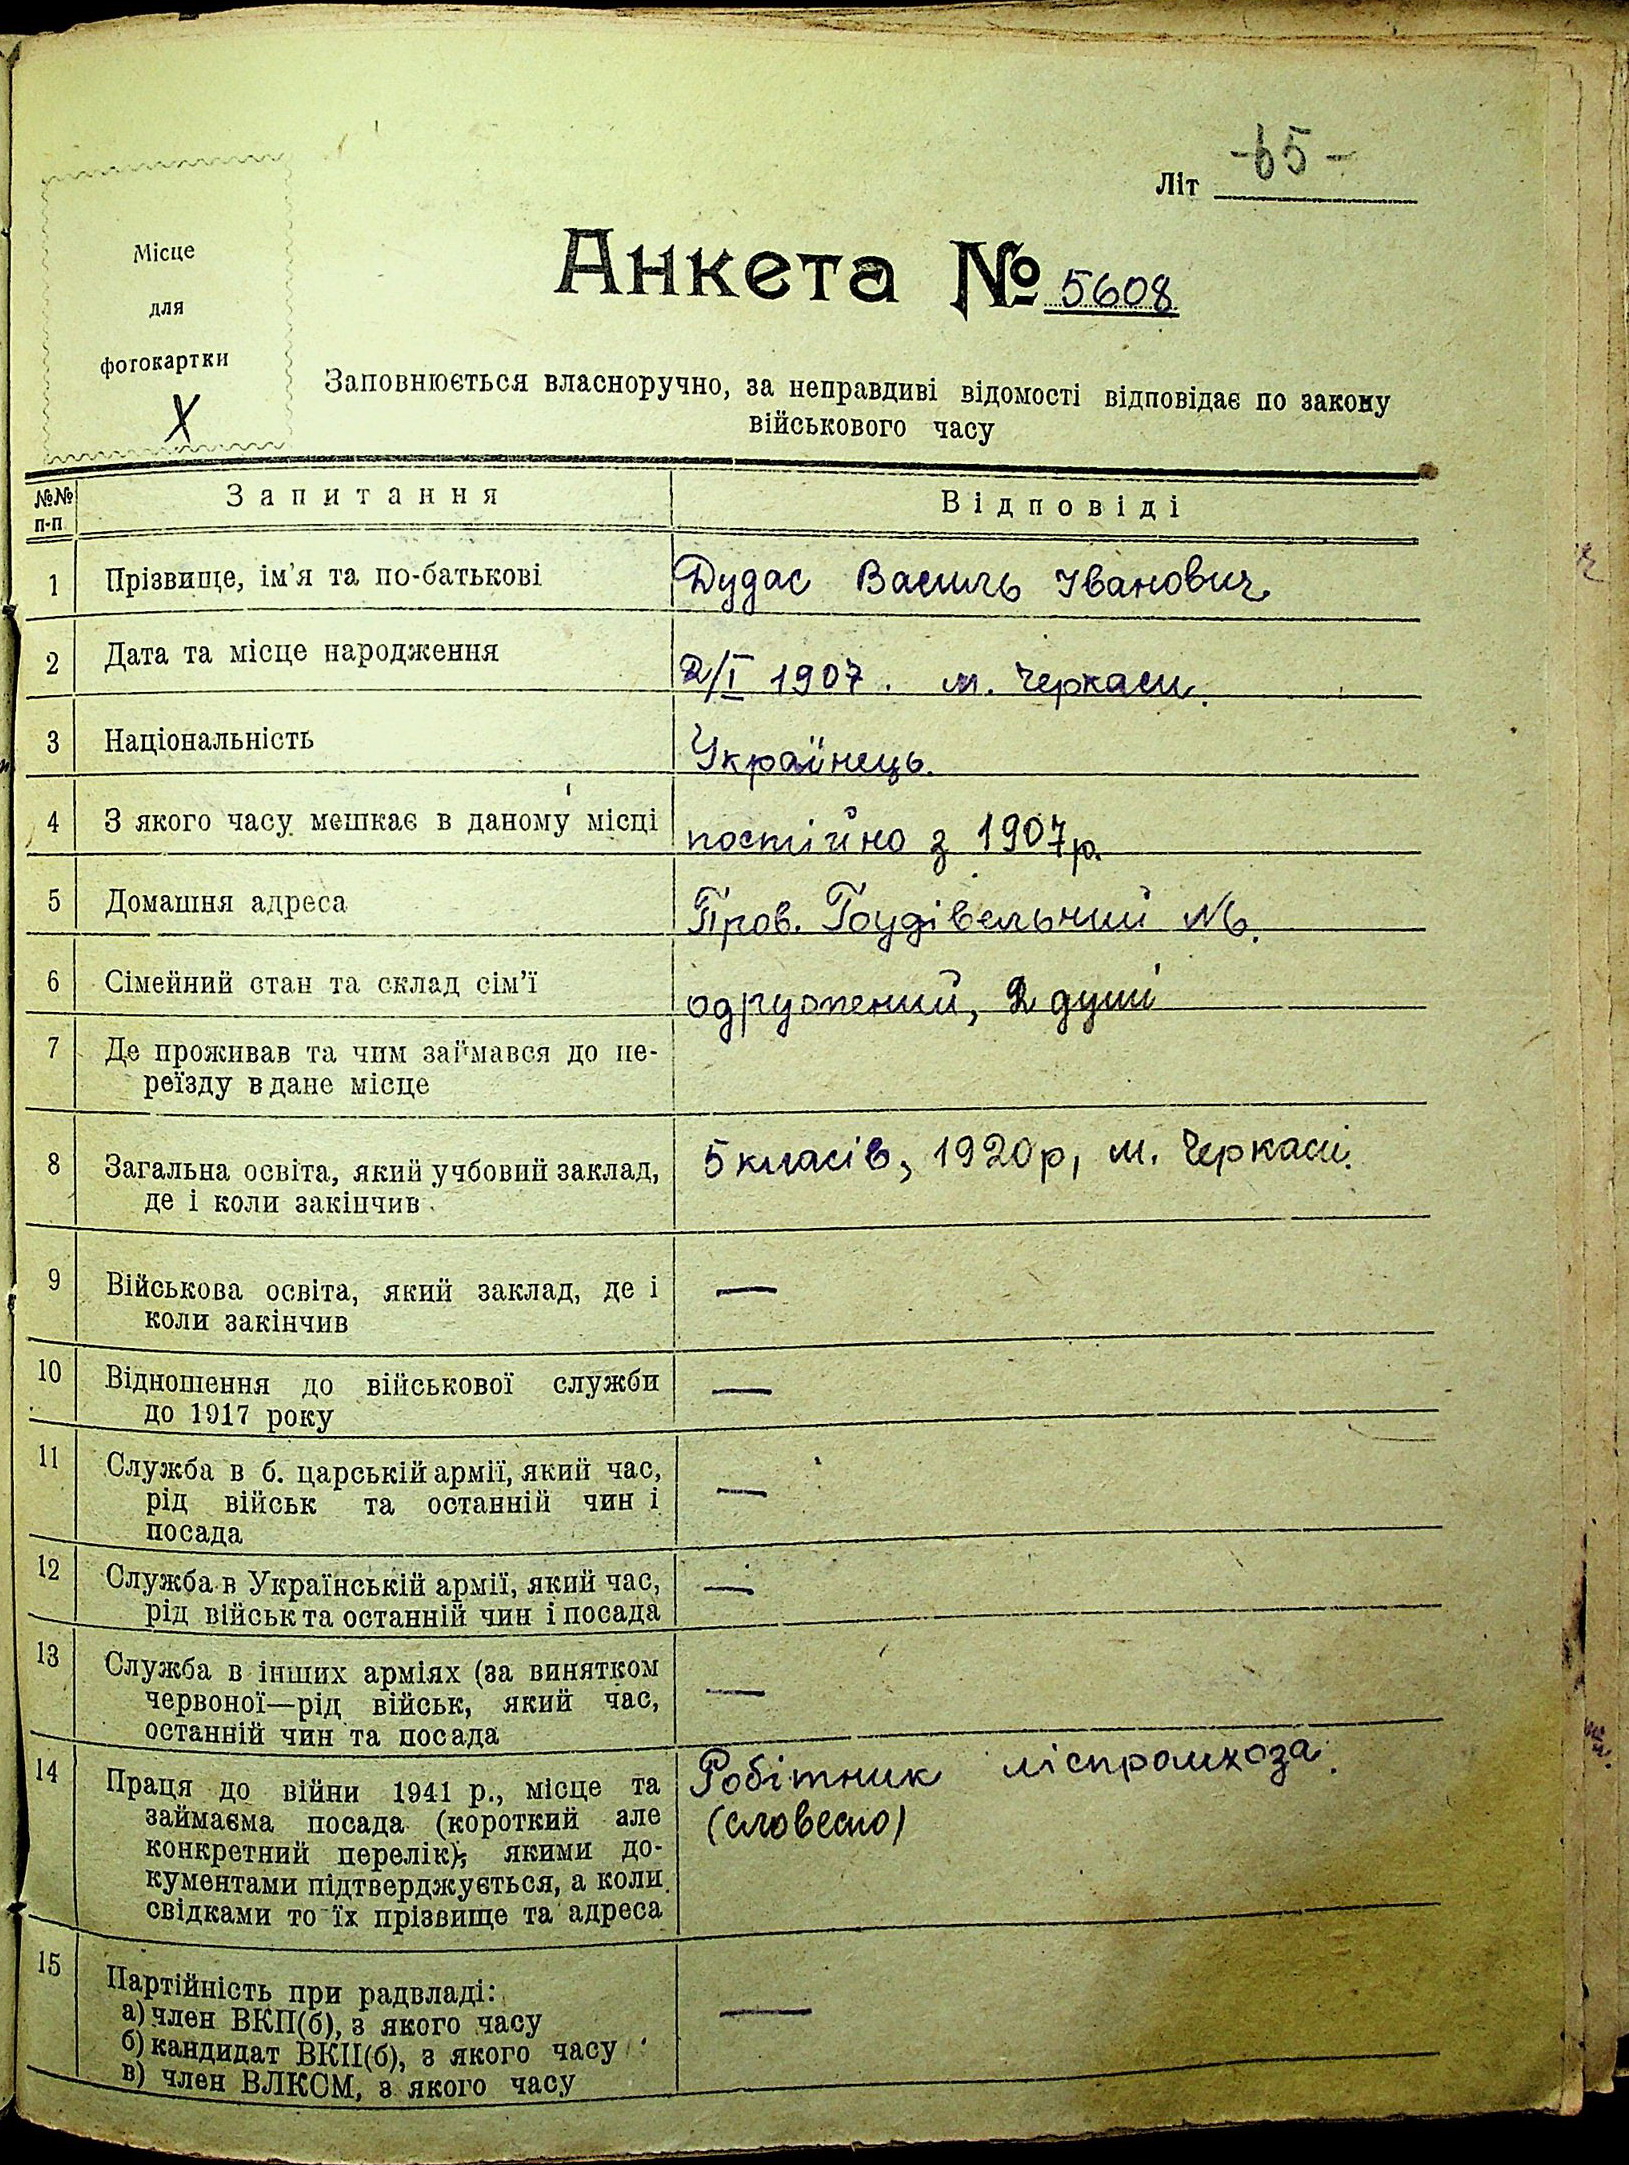 Літ -65-
Місце
для
фотокартки
X
Анкета № 5608
Заповнюється власноручно, за неправдиві відомості відповідає по закону
військового часу
№№ п-п
Запитання
Відповіді
1 Прізвище, ім'я та по-батькові
Дудас Василь Іванович
2 Дата та місце народження
2/I 1907. м. Черкаси.
3 Національність
Українець.
4 З якого часу мешкає в даному місці
постійно з 1907р.
5 Домашня адреса
Пров.
6 Сімейний стан та склад сім'ї
одружений, 2 душі
7 Де проживав та чим займався до пе-
реїзду в дане місце
8 Загальна освіта, який учбовий заклад,
де і коли закінчив
5 класів, 1920р, м. Черкаси.
9 Військова освіта, який заклад, де і
коли закінчив
—
10 Відношення до військової служби
до 1917 року
—
11 Служба в б. царській армії, який час,
рід військ та останній чин і
посада
—
12 Служба в Українській армії, який час,
рід військ та останній чин і посада
—
13 Служба в інших арміях (за винятком
червоної—рід військ, який час,
останній чин та посада
—
14 Праця до війни 1941 р., місце та
займаєма посада (короткий але
конкретний перелік); якими до-
кументами підтверджується, а коли
свідками то їх прізвище та адреса
Робітник ліспромхоза.
(словесно)
15 Партійність при радвладі:
а) член ВКП(б), з якого часу
б) кандидат ВКП(б), з якого часу
в) член ВЛКСМ, з якого часу
—